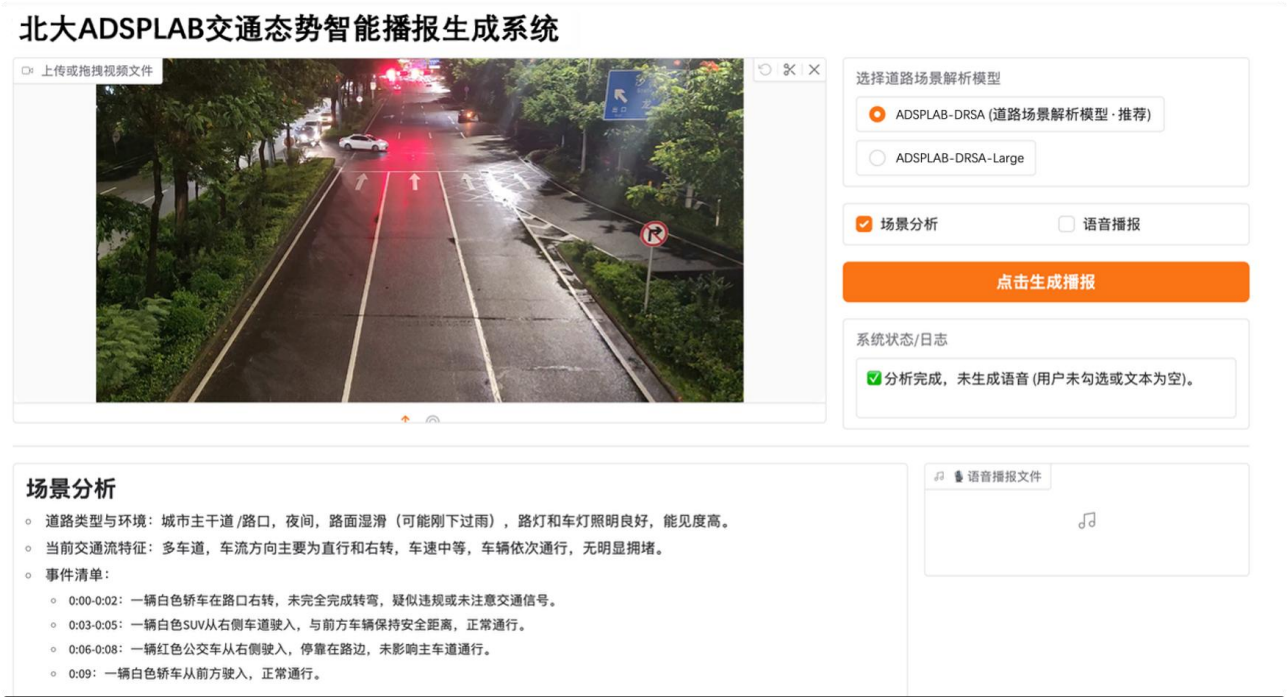 北大ADSPLAB交通态势智能播报生成系统
上传或拖拽视频文件
出口
选择道路场景解析模型
ADSPLAB-DRSA (道路场景解析模型·推荐)
ADSPLAB-DRSA-Large
场景分析
语音播报
点击生成播报
系统状态/日志
✅分析完成，未生成语音 (用户未勾选或文本为空)。
场景分析
道路类型与环境：城市主干道/路口，夜间，路面湿滑（可能刚下过雨），路灯和车灯照明良好，能见度高。
当前交通流特征：多车道，车流方向主要为直行和右转，车速中等，车辆依次通行，无明显拥堵。
事件清单：
0:00-0:02：一辆白色轿车在路口右转，未完全完成转弯，疑似违规或未注意交通信号。
0:03-0:05：一辆白色SUV从右侧车道驶入，与前方车辆保持安全距离，正常通行。
0:06-0:08：一辆红色公交车从右侧驶入，停靠在路边，未影响主车道通行。
0:09：一辆白色轿车从前方驶入，正常通行。
语音播报文件